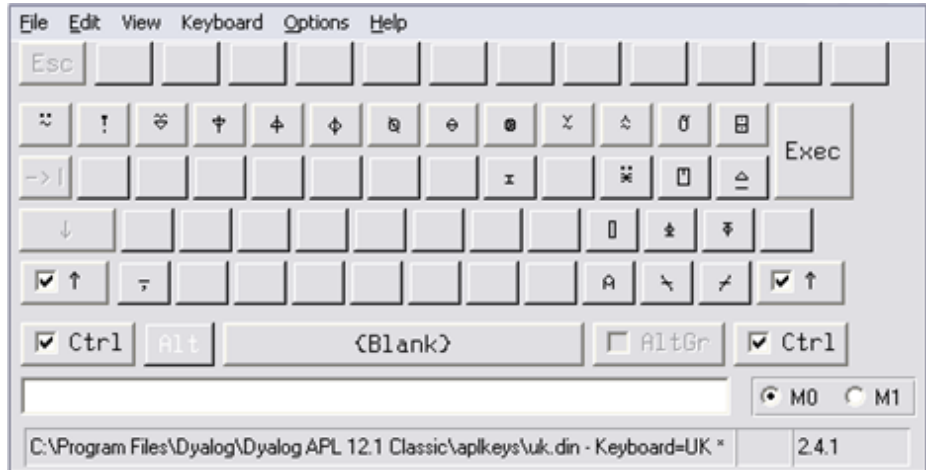 File Edit View Keyboard Options Help
Esc
⍨ ! ⍱ ⌽ ⍋ ⌽ ⍉ ⊖ Exec
->|
↓ ⌷ ⍎ ⍕
↑ ⍪ ⍝ ⍀ ⌿ ↑
Ctrl Alt {Blank} AltGr Ctrl
M0 M1
C:\Program Files\Dyalog\Dyalog APL 12.1 Classic\aplkeys\uk.din - Keyboard=UK * 2.4.1